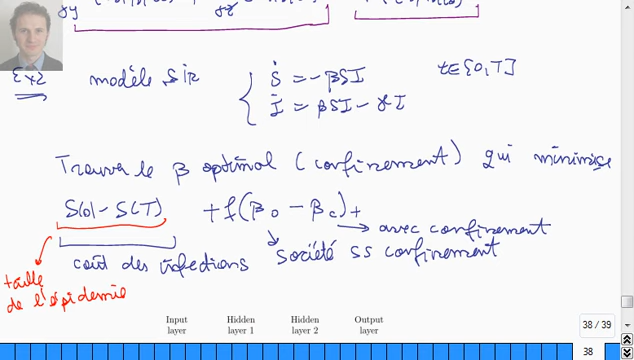 Ex2 modèle SIR { Ṡ = -βSI t∈[0,T]
İ = βSI - γI
Trouver le β optimal (confinement) qui minimise
S(0) - S(T) + f(β0 - βc)+
→ avec confinement
coût des infections société ss confinement
taille
de l'épidemie
Input layer Hidden layer 1 Hidden layer 2 Output layer
38 / 39
38